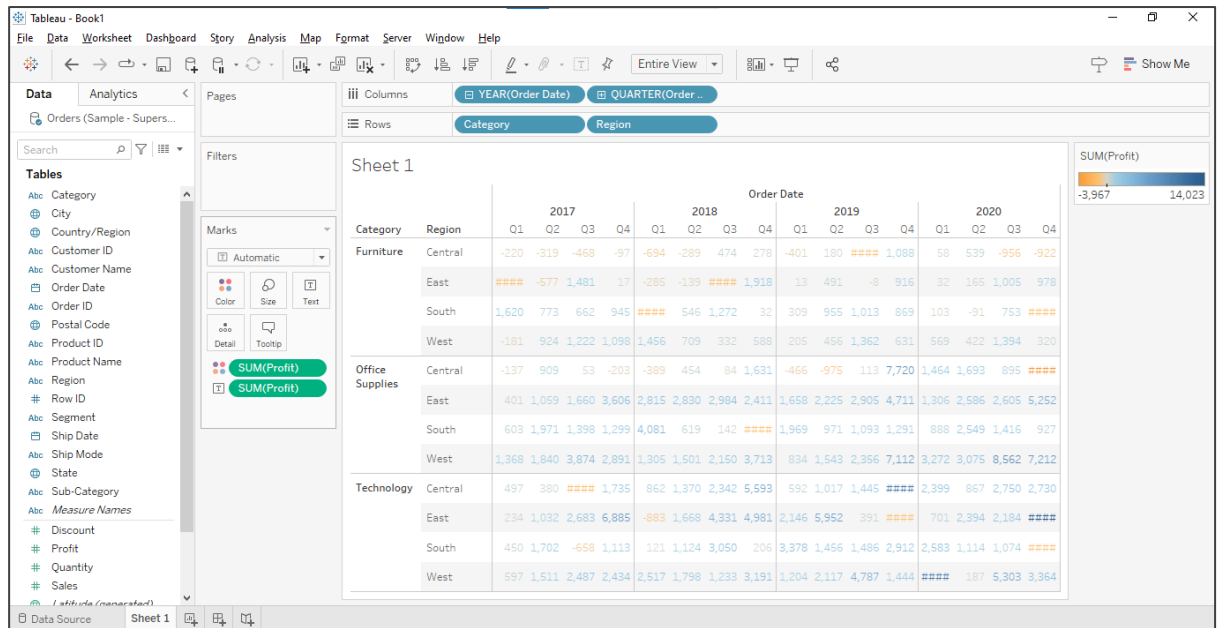 Tableau - Book1
File Data Worksheet Dashboard Story Analysis Map Format Server Window Help
Entire View
Show Me
Data Analytics
Pages
Columns YEAR(Order Date) QUARTER(Order ..
Orders (Sample - Supers...
Rows Category Region
Search
Filters
Sheet 1
SUM(Profit)
-3,967 14,023
Tables
Abc Category
City
Country/Region
Abc Customer ID
Abc Customer Name
Order Date
Abc Order ID
Postal Code
Abc Product ID
Abc Product Name
Abc Region
# Row ID
Abc Segment
Ship Date
Abc Ship Mode
State
Abc Sub-Category
Abc Measure Names
# Discount
# Profit
# Quantity
# Sales
Latitude (generated)
Marks
T Automatic
Color Size Text
Detail Tooltip
SUM(Profit)
T SUM(Profit)
Order Date
2017 2018 2019 2020
Category Region Q1 Q2 Q3 Q4 Q1 Q2 Q3 Q4 Q1 Q2 Q3 Q4 Q1 Q2 Q3 Q4
Furniture Central -220 -319 -468 -97 -694 -289 474 278 -401 180 #### 1,088 58 539 -956 -922
East #### -577 1,481 17 -285 -139 #### 1,918 13 491 -8 916 32 165 1,005 978
South 1,620 773 662 945 #### 546 1,272 32 309 955 1,013 869 103 -91 753 ####
West -181 924 1,222 1,098 1,456 709 332 588 205 456 1,362 631 569 422 1,394 320
Office Supplies Central -137 909 53 -203 -389 454 84 1,631 -466 -975 113 7,720 1,464 1,693 895 ####
East 401 1,059 1,660 3,606 2,815 2,830 2,984 2,411 1,658 2,225 2,905 4,711 1,306 2,586 2,605 5,252
South 603 1,971 1,398 1,299 4,081 619 142 #### 1,969 971 1,093 1,291 888 2,549 1,416 927
West 1,368 1,840 3,874 2,891 1,305 1,501 2,150 3,713 834 1,543 2,356 7,112 3,272 3,075 8,562 7,212
Technology Central 497 380 #### 1,735 862 1,370 2,342 5,593 592 1,017 1,445 #### 2,399 867 2,750 2,730
East 234 1,032 2,683 6,885 -883 1,668 4,331 4,981 2,146 5,952 391 #### 701 2,394 2,184 ####
South 450 1,702 -658 1,113 121 1,124 3,050 206 3,378 1,456 1,486 2,912 2,583 1,114 1,074 ####
West 597 1,511 2,487 2,434 2,517 1,798 1,233 3,191 1,204 2,117 4,787 1,444 #### 187 5,303 3,364
Data Source Sheet 1